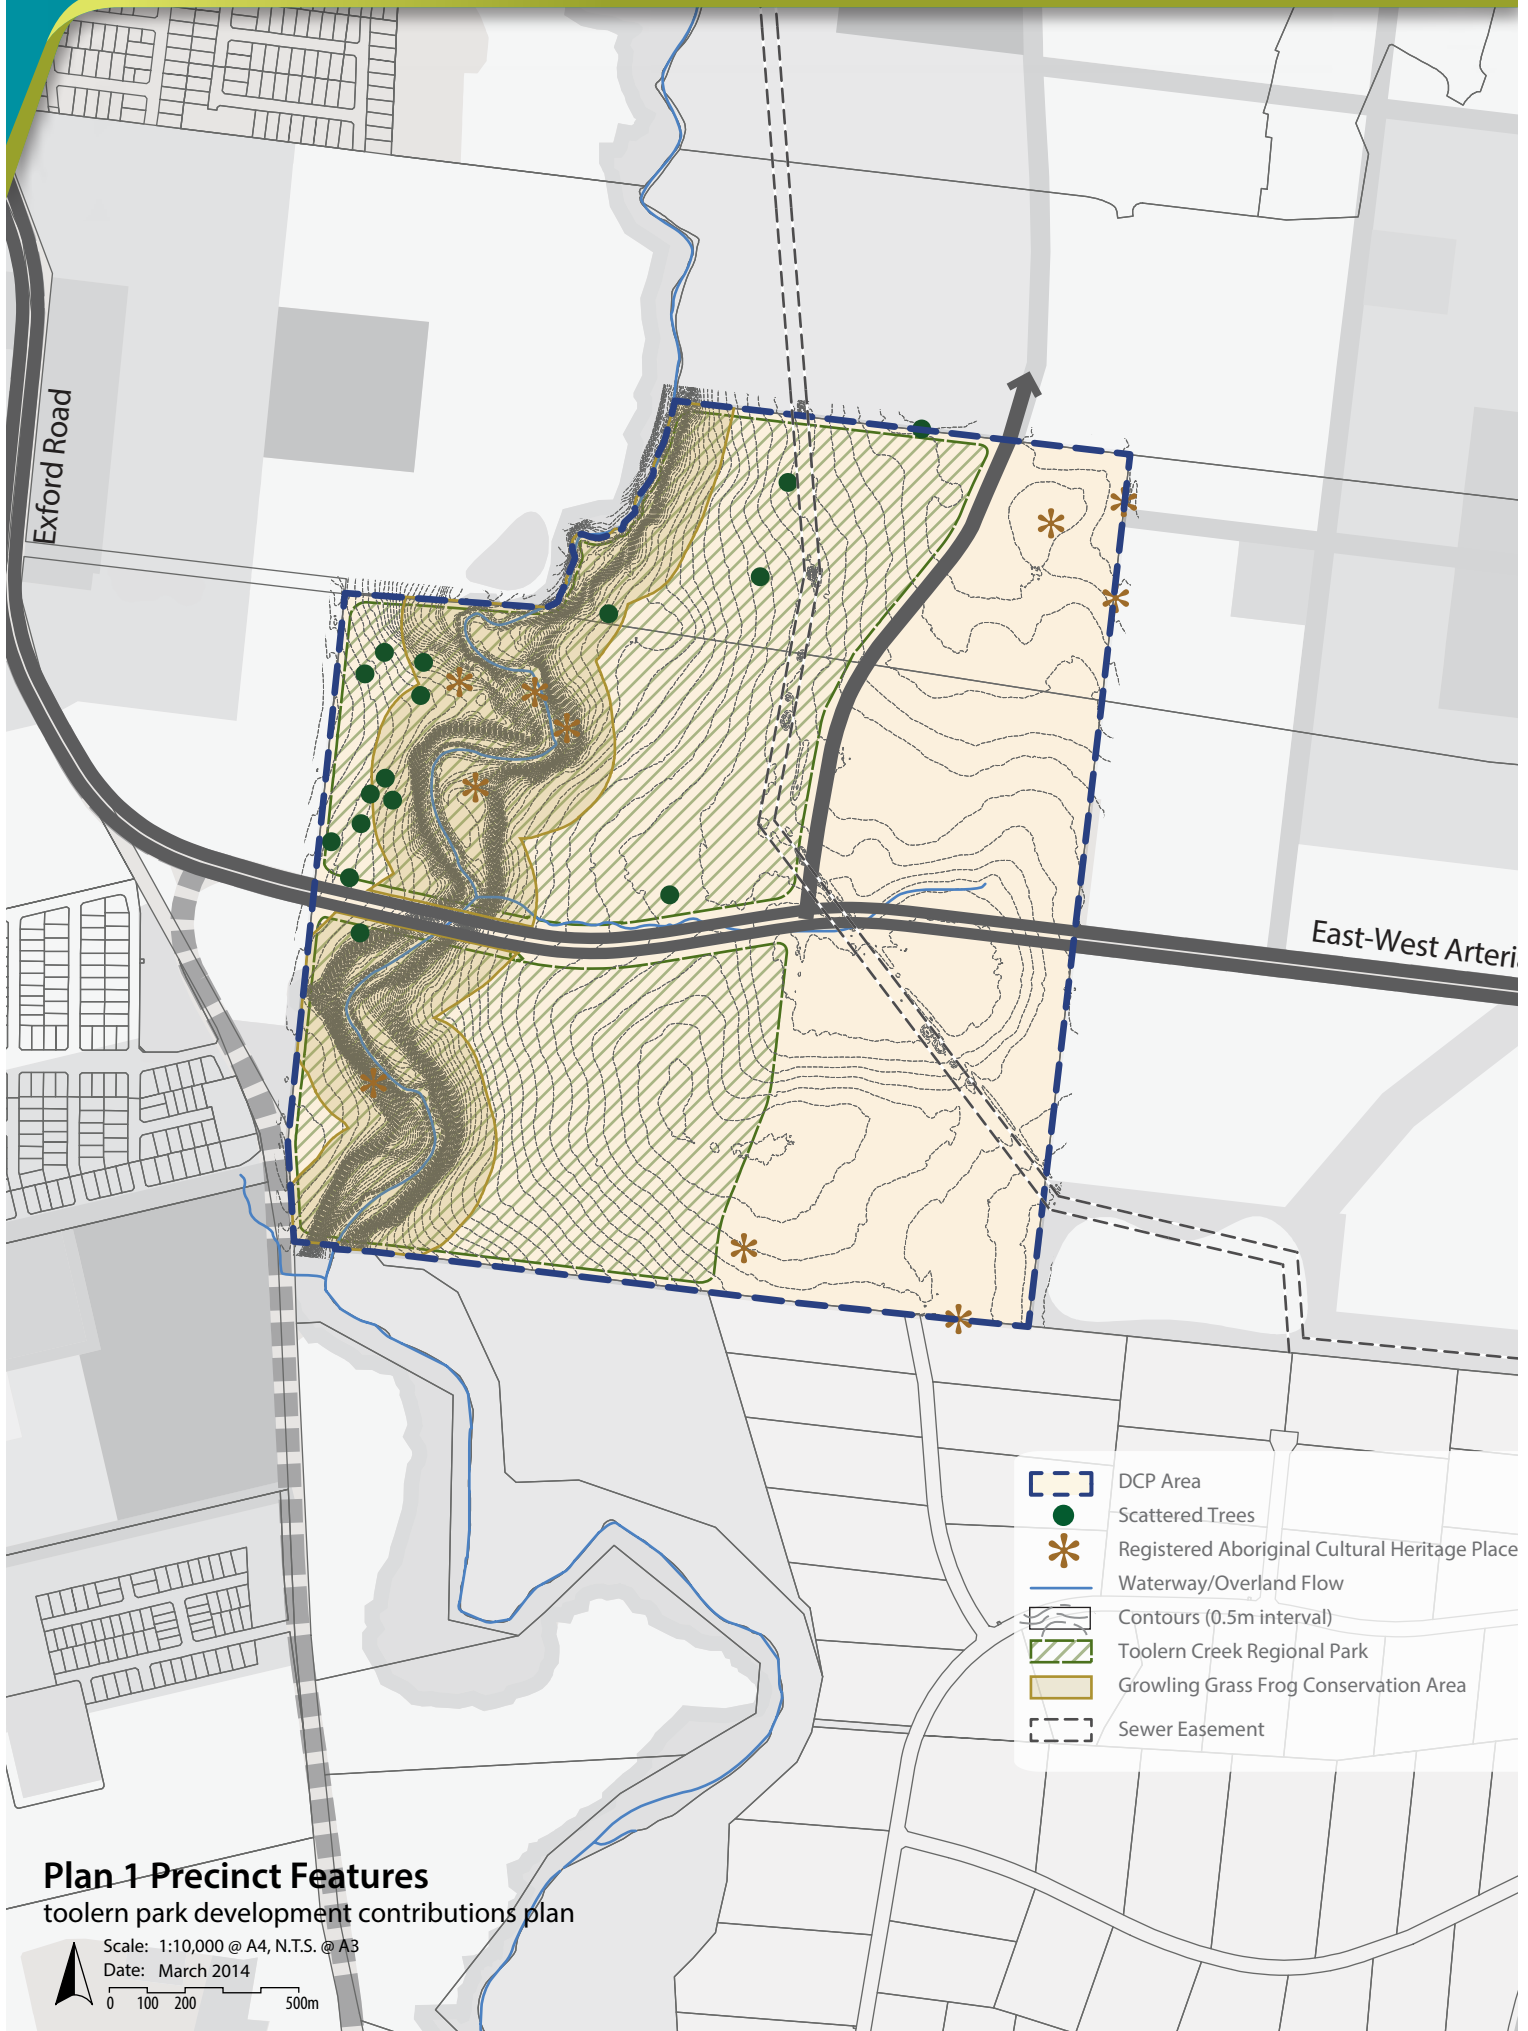 Exford Road
East-West Arteria
DCP Area
Scattered Trees
Registered Aboriginal Cultural Heritage Place
Waterway/Overland Flow
Contours (0.5m interval)
Toolern Creek Regional Park
Growling Grass Frog Conservation Area
Sewer Easement
Plan 1 Precinct Features
toolern park development contributions plan
Scale: 1:10,000 @ A4, N.T.S. @ A3
Date: March 2014
0 100 200 500m